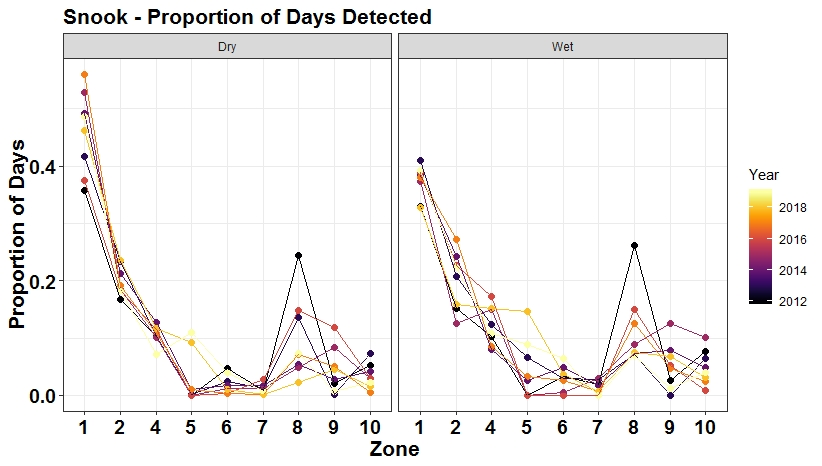 Snook - Proportion of Days Detected
Dry
Wet
Proportion of Days
0.4
0.2
0.0
1 2 4 5 6 7 8 9 10
1 2 4 5 6 7 8 9 10
Zone
Year
2018
2016
2014
2012